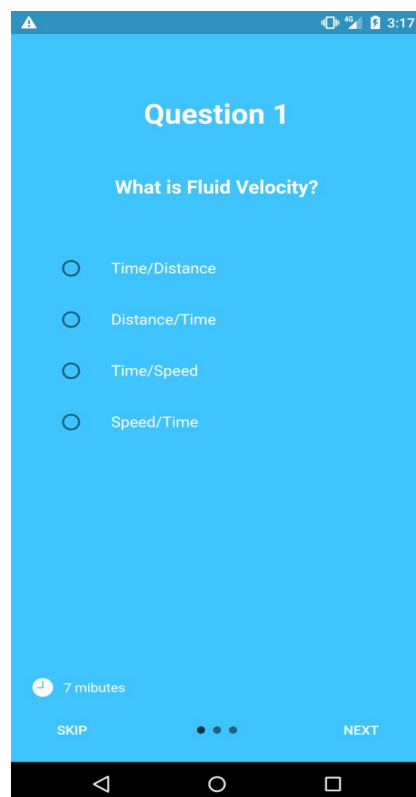 4G 3:17
Question 1
What is Fluid Velocity?
Time/Distance
Distance/Time
Time/Speed
Speed/Time
7 mibutes
SKIP NEXT